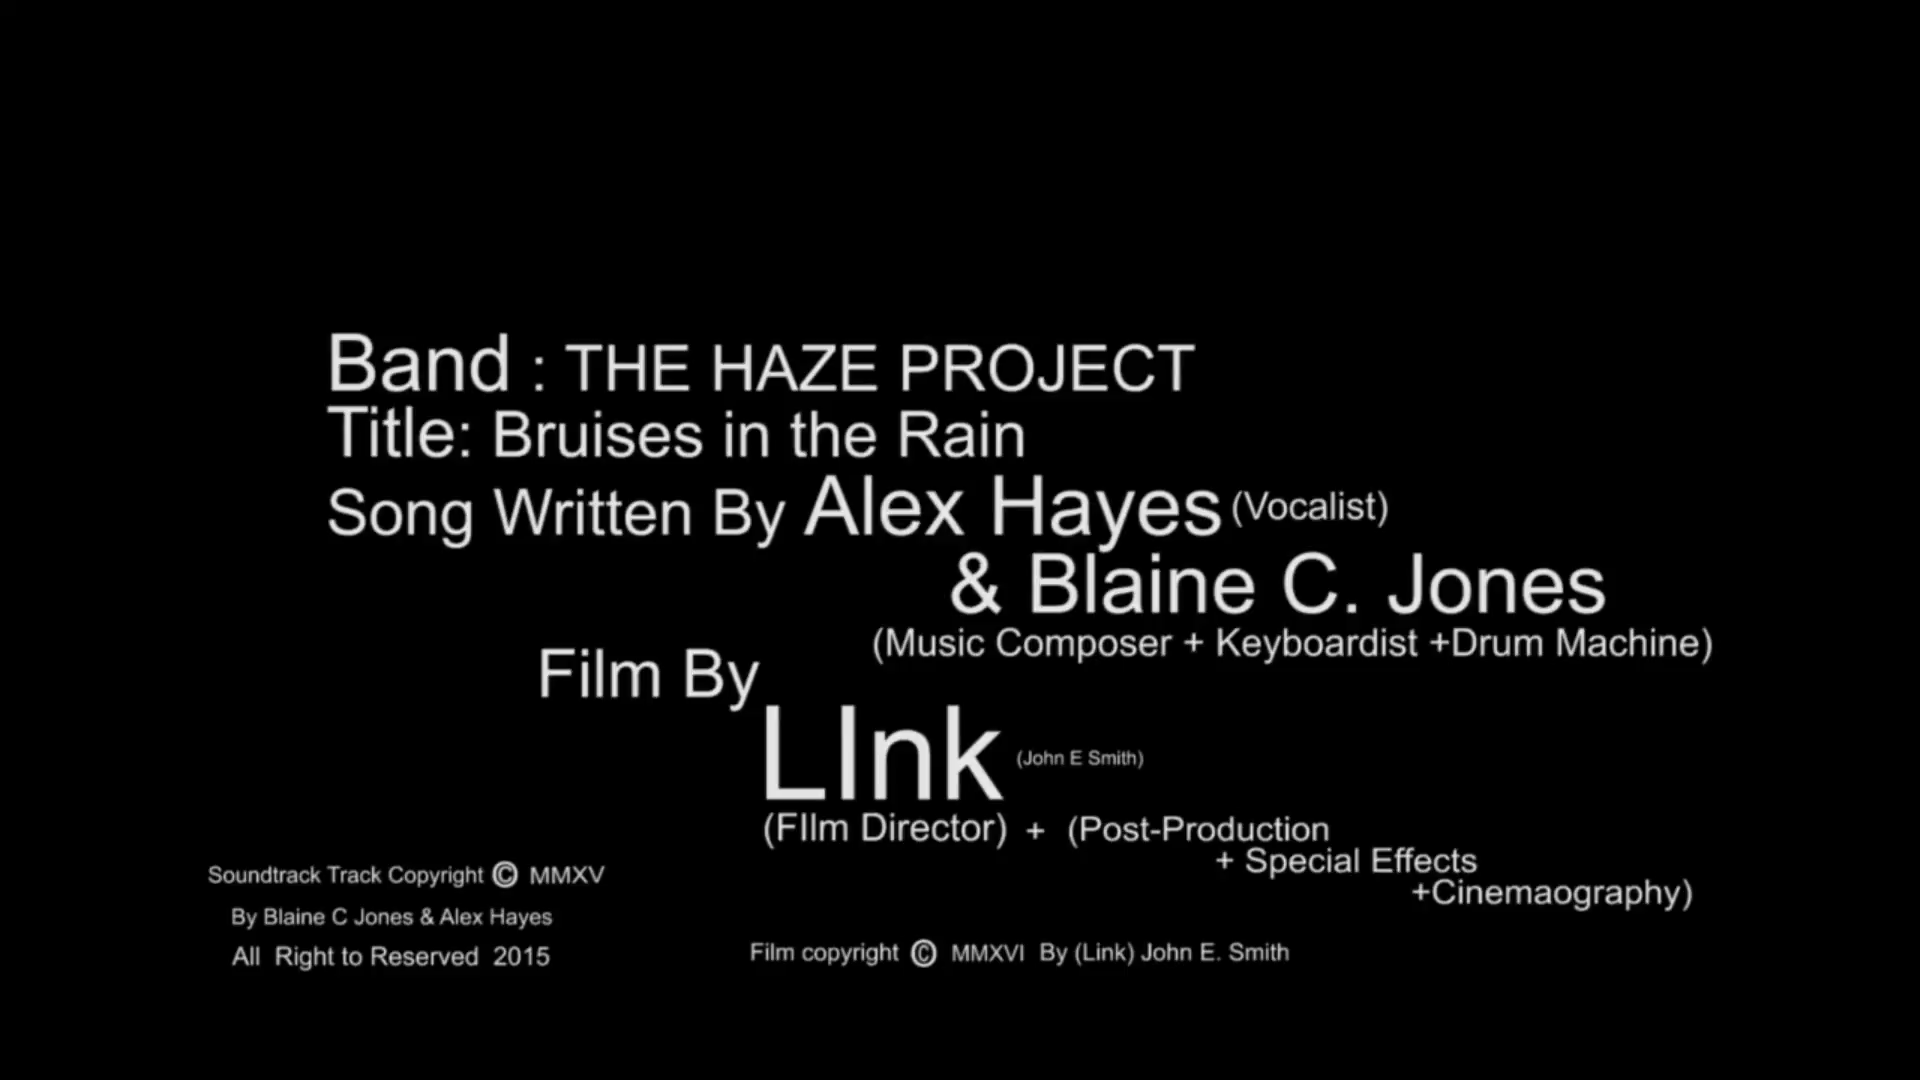 Band : THE HAZE PROJECT
Title: Bruises in the Rain
Song Written By Alex Hayes (Vocalist)
& Blaine C. Jones
(Music Composer + Keyboardist +Drum Machine)
Film By
LInk (John E Smith)
(FIlm Director) + (Post-Production
+ Special Effects
+Cinemaography)
Soundtrack Track Copyright © MMXV
By Blaine C Jones & Alex Hayes
All Right to Reserved 2015
Film copyright © MMXVI By (Link) John E. Smith